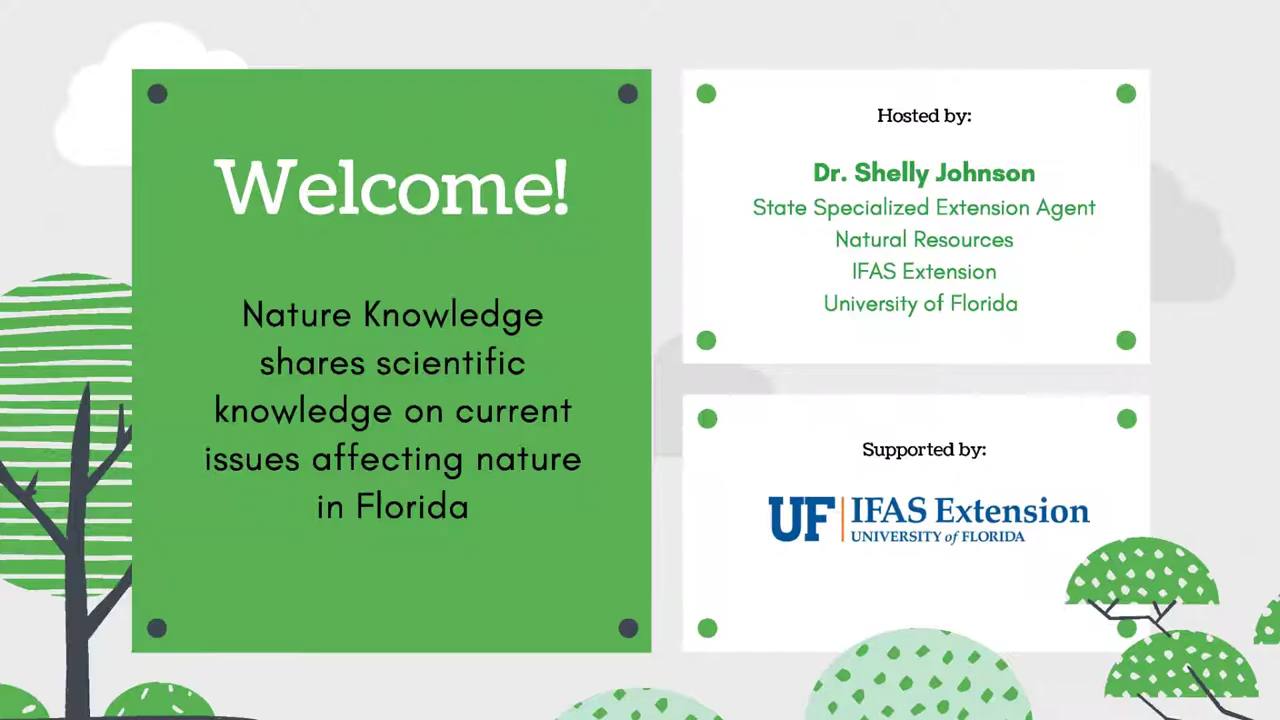 Welcome!
Nature Knowledge
shares scientific
knowledge on current
issues affecting nature
in Florida
Hosted by:
Dr. Shelly Johnson
State Specialized Extension Agent
Natural Resources
IFAS Extension
University of Florida
Supported by:
UF IFAS Extension
UNIVERSITY of FLORIDA